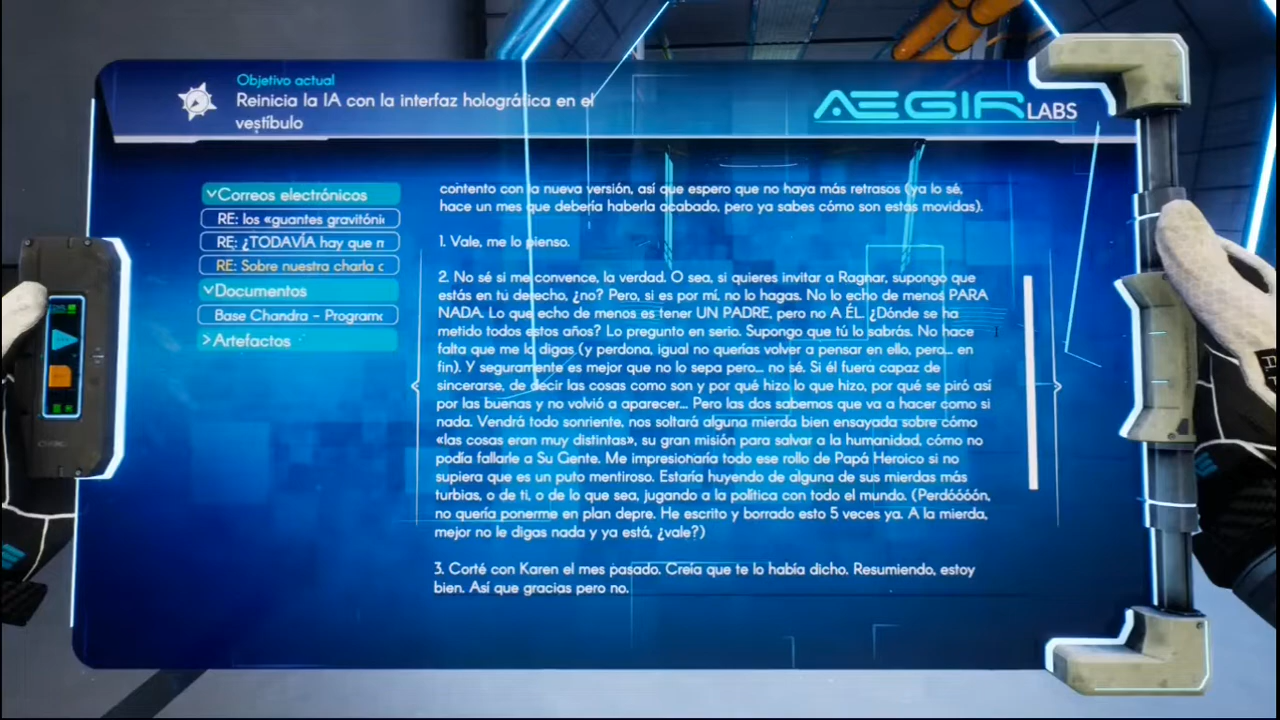 Objetivo actual
Reinicia la IA con la interfaz holográfica en el
vestíbulo
AEGIR LABS
Correos electrónicos
RE: los «guantes gravitóni
RE: ¿TODAVÍA hay que n
RE: Sobre nuestra charla c
Documentos
Base Chandra - Programa
Artefactos
contento con la nueva versión, así que espero que no haya más retrasos (ya lo sé,
hace un mes que debería haberla acabado, pero ya sabes cómo son estas movidas).
1. Vale, me lo pienso.
2. No sé si me convence, la verdad. O sea, si quieres invitar a Ragnar, supongo que
estás en tu derecho, ¿no? Pero, si es por mí, no lo hagas. No lo echo de menos PARA
NADA. Lo que echo de menos es tener UN PADRE, pero no A ÉL. ¿Dónde se ha
metido todos estos años? Lo pregunto en serio. Supongo que tú lo sabrás. No hace
falta que me lo digas (y perdona, igual no querías volver a pensar en ello, pero... en
fin). Y seguramente es mejor que no lo sepa pero... no sé. Si él fuera capaz de
sincerarse, de decir las cosas como son y por qué hizo lo que hizo, por qué se piró así
por las buenas y no volvió a aparecer... Pero las dos sabemos que va a hacer como si
nada. Vendrá todo sonriente, nos soltará alguna mierda bien ensayada sobre cómo
«las cosas eran muy distintas», su gran misión para salvar a la humanidad, cómo no
podía fallarle a Su Gente. Me impresionaría todo ese rollo de Papá Heroico si no
supiera que es un puto mentiroso. Estaría huyendo de alguna de sus mierdas más
turbias, o de ti, o de lo que sea, jugando a la política con todo el mundo. (Perdóóóón,
no quería ponerme en plan depre. He escrito y borrado esto 5 veces ya. A la mierda,
mejor no le digas nada y ya está, ¿vale?)
3. Corté con Karen el mes pasado. Creía que te lo había dicho. Resumiendo, estoy
bien. Así que gracias pero no.